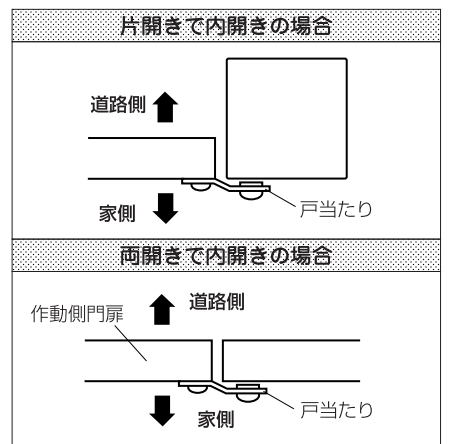 片開きで内開きの場合
道路側
家側
戸当たり
両開きで内開きの場合
道路側
作動側門扉
家側
戸当たり